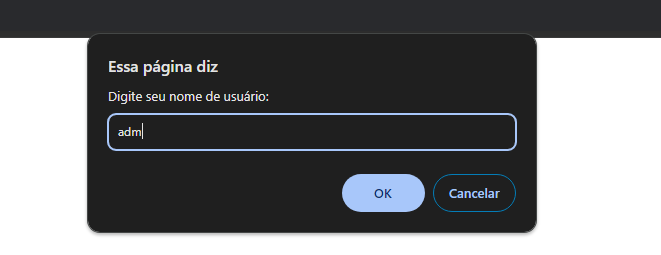 Essa página diz
Digite seu nome de usuário:
adm
OK
Cancelar